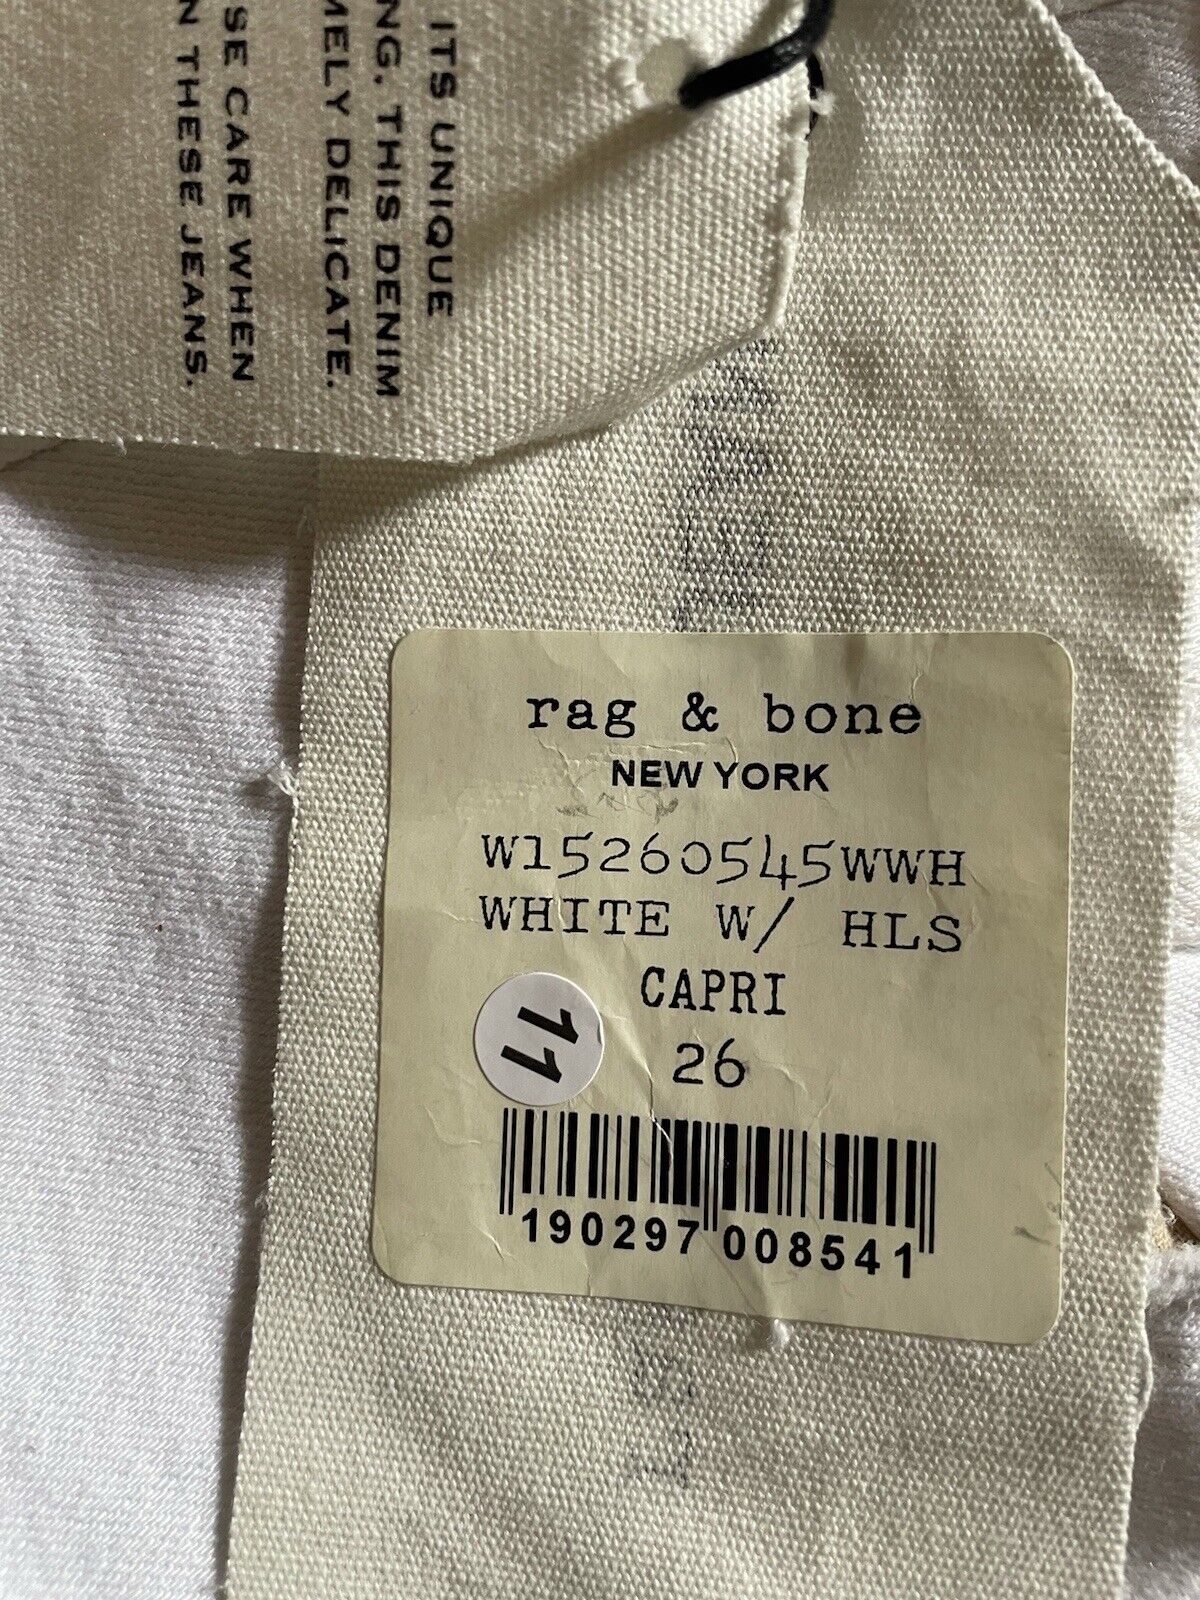 ITS UNIQUE
NG, THIS DENIM
MELY DELICATE.
SE CARE WHEN
N THESE JEANS.
rag & bone
NEW YORK
W15260545WWH
WHITE W/ HLS
CAPRI
11
26
190297 008541